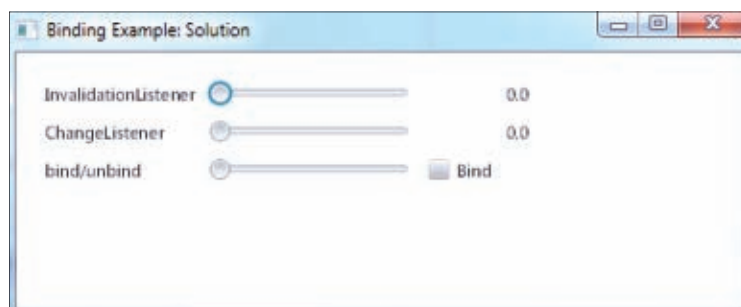 Binding Example: Solution
InvalidationListener 0.0
ChangeListener 0.0
bind/unbind Bind